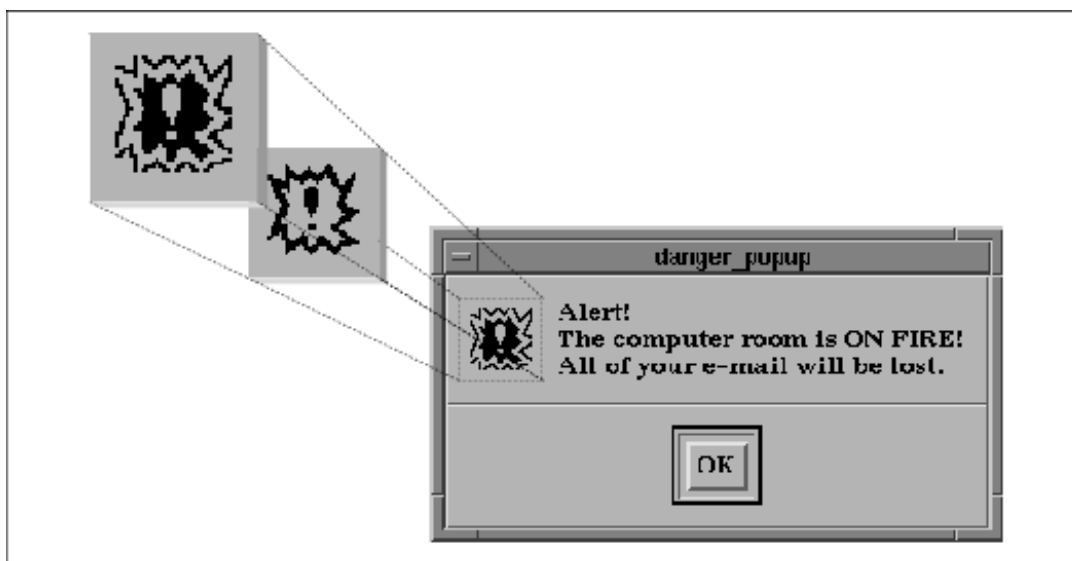 danger_popup
Alert!
The computer room is ON FIRE!
All of your e-mail will be lost.
OK